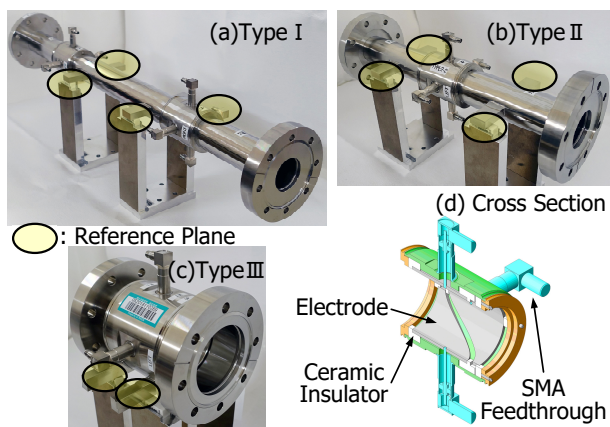 (a)Type Ⅰ
(b)Type Ⅱ
(d) Cross Section
: Reference Plane
(c)Type Ⅲ
Electrode
Ceramic
Insulator
SMA
Feedthrough